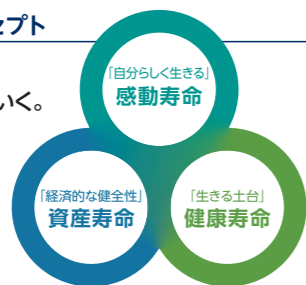 セプト
いく。
「自分らしく生きる」
感動寿命
「経済的な健全性」
資産寿命
「生きる土台」
健康寿命